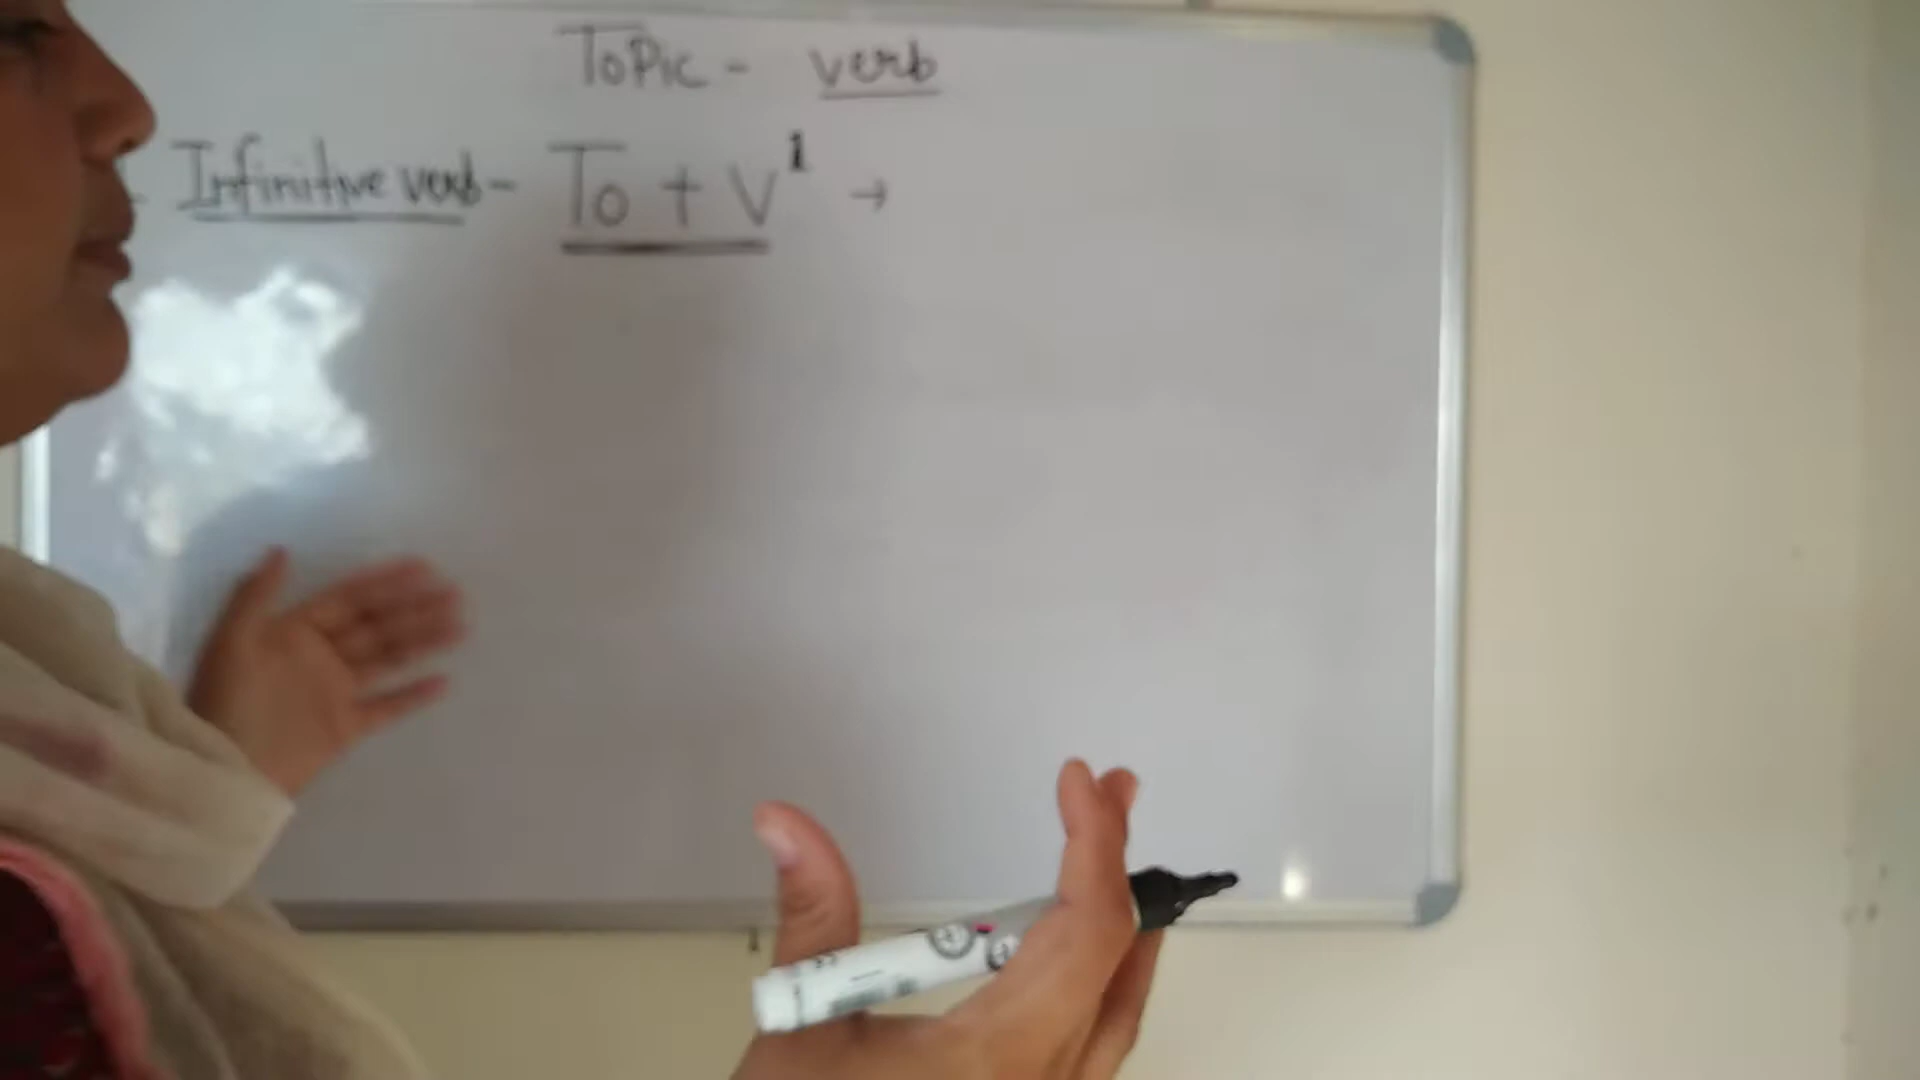 Topic - verb
- Infinitive verb - To + V¹ →